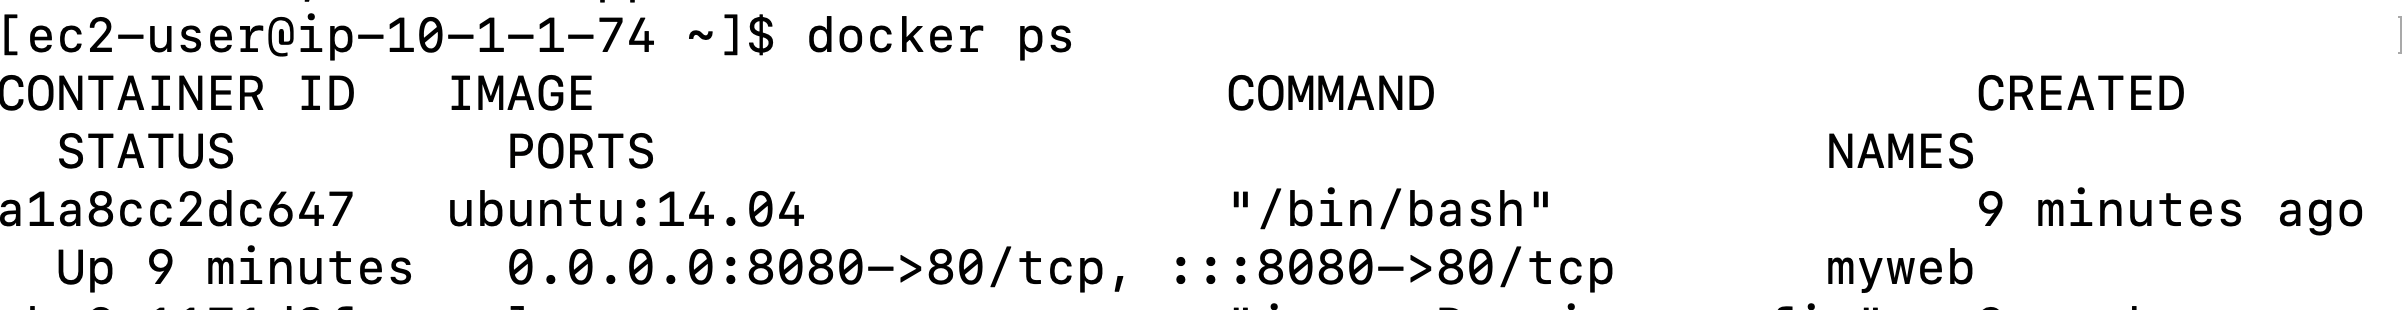 [ec2-user@ip-10-1-1-74 ~]$ docker ps
CONTAINER ID   IMAGE                     COMMAND                  CREATED
  STATUS         PORTS                                       NAMES
a1a8cc2dc647   ubuntu:14.04              "/bin/bash"              9 minutes ago
  Up 9 minutes   0.0.0.0:8080->80/tcp, :::8080->80/tcp       myweb